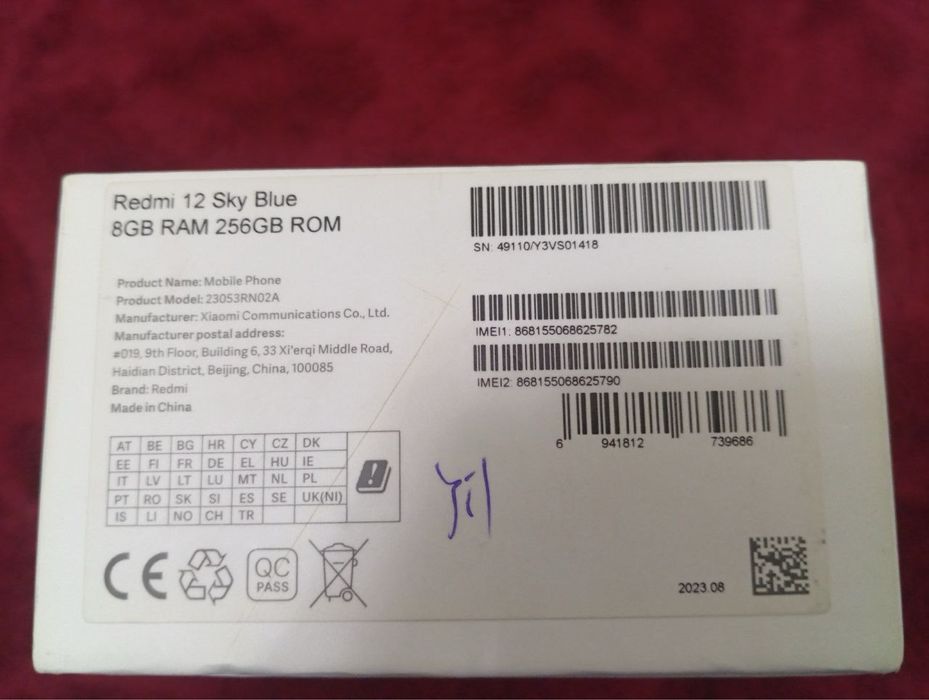 Redmi 12 Sky Blue
8GB RAM 256GB ROM
Product Name: Mobile Phone
Product Model: 23053RN02A
Manufacturer: Xiaomi Communications Co., Ltd.
Manufacturer postal address:
#019, 9th Floor, Building 6, 33 Xi'erqi Middle Road,
Haidian District, Beijing, China, 100085
Brand: Redmi
Made in China
AT BE BG HR CY CZ DK
EE FI FR DE EL HU IE
IT LV LT LU MT NL PL
PT RO SK SI ES SE UK(NI)
IS LI NO CH TR
CE
QC
PASS
SN: 49110/Y3VS01418
IMEI1: 868155068625782
IMEI2: 868155068625790
6 941812 739686
2023.08